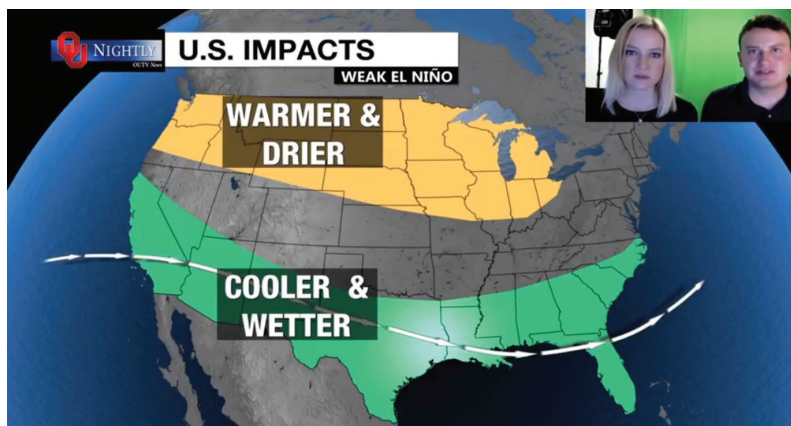 OU NIGHTLY
OUTV News
U.S. IMPACTS
WEAK EL NIÑO
WARMER &
DRIER
COOLER &
WETTER